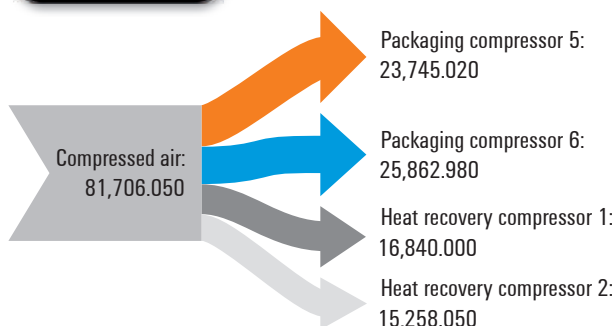 Packaging compressor 5:
23,745.020
Compressed air:
81,706.050
Packaging compressor 6:
25,862.980
Heat recovery compressor 1:
16,840.000
Heat recovery compressor 2:
15,258.050